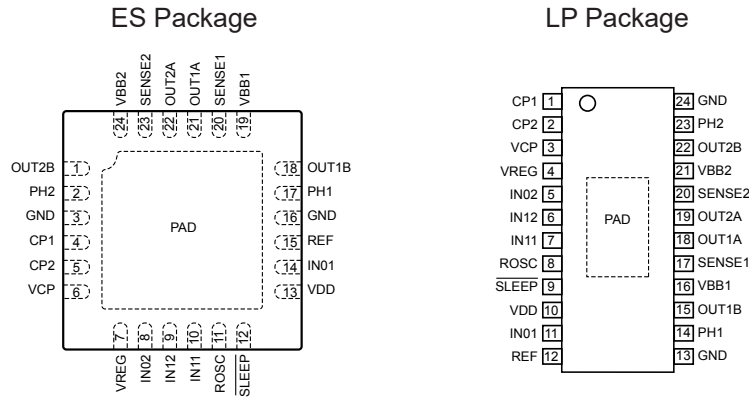 ES Package
LP Package
VBB2
SENSE2
OUT2A
OUT1A
SENSE1
VBB1
24
23
22
21
20
19
OUT2B 1
PH2 2
GND 3
CP1 4
CP2 5
VCP 6
PAD
18 OUT1B
17 PH1
16 GND
15 REF
14 IN01
13 VDD
7
8
9
10
11
12
VREG
IN02
IN12
IN11
ROSC
SLEEP
CP1 1
CP2 2
VCP 3
VREG 4
IN02 5
IN12 6
IN11 7
ROSC 8
SLEEP 9
VDD 10
IN01 11
REF 12
PAD
24 GND
23 PH2
22 OUT2B
21 VBB2
20 SENSE2
19 OUT2A
18 OUT1A
17 SENSE1
16 VBB1
15 OUT1B
14 PH1
13 GND